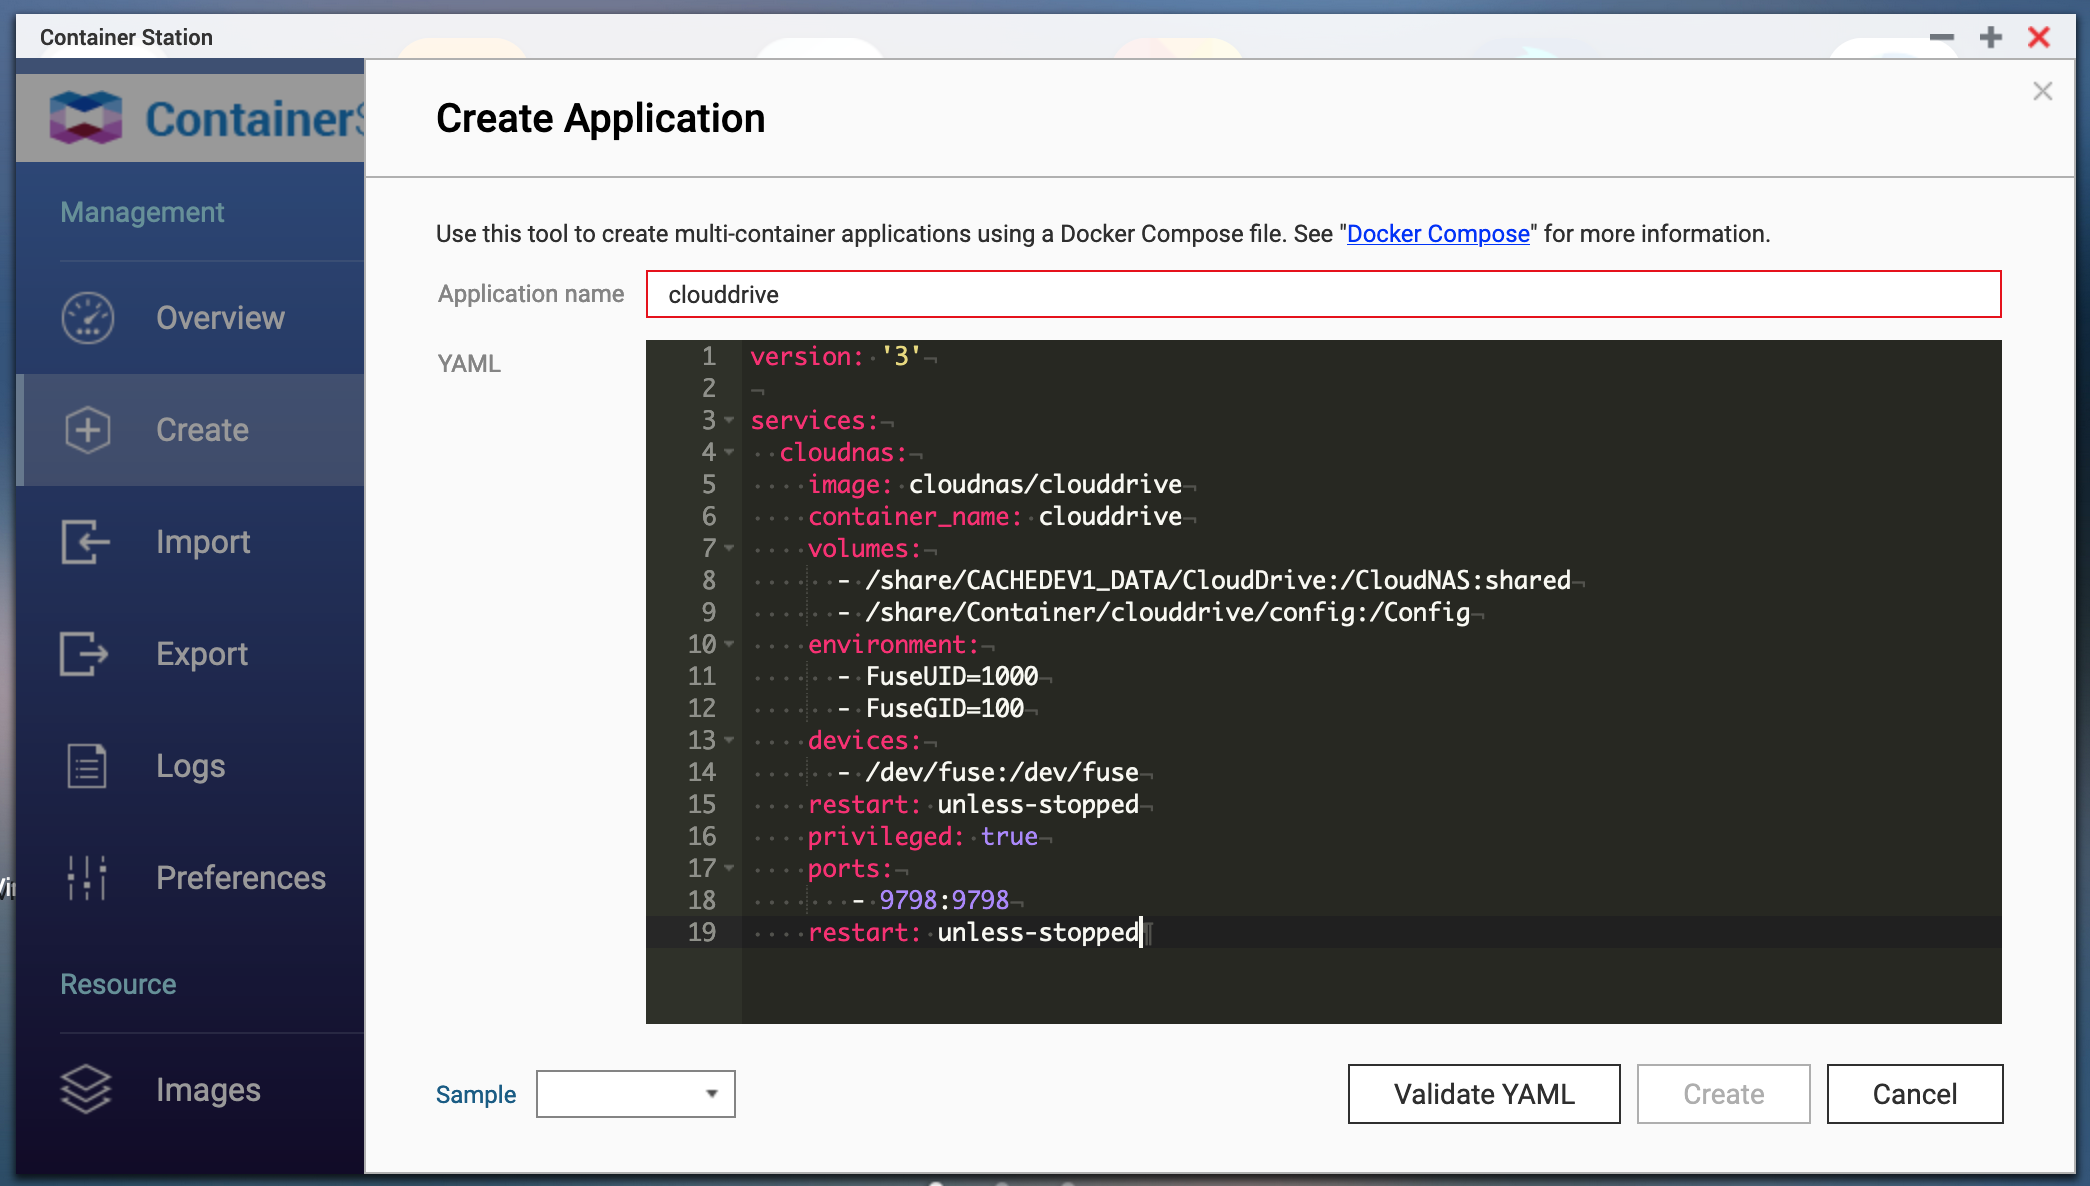 Container Station
ContainerS
Create Application
Management
Use this tool to create multi-container applications using a Docker Compose file. See "Docker Compose" for more information.
Application name
clouddrive
Overview
YAML
Create
Import
Export
Logs
Preferences
Resource
Images
1 version: '3'
2
3 services:
4   cloudnas:
5     image: cloudnas/clouddrive
6     container_name: clouddrive
7     volumes:
8       - /share/CACHEDEV1_DATA/CloudDrive:/CloudNAS:shared
9       - /share/Container/clouddrive/config:/Config
10     environment:
11       - FuseUID=1000
12       - FuseGID=100
13     devices:
14       - /dev/fuse:/dev/fuse
15     restart: unless-stopped
16     privileged: true
17     ports:
18        - 9798:9798
19     restart: unless-stopped
Sample
Validate YAML
Create
Cancel